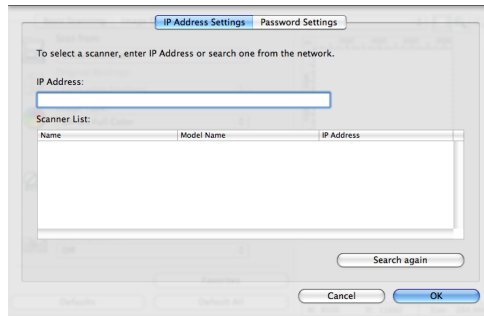 IP Address Settings Password Settings
To select a scanner, enter IP Address or search one from the network.
IP Address:
Scanner List:
Name Model Name IP Address
Search again
Cancel OK